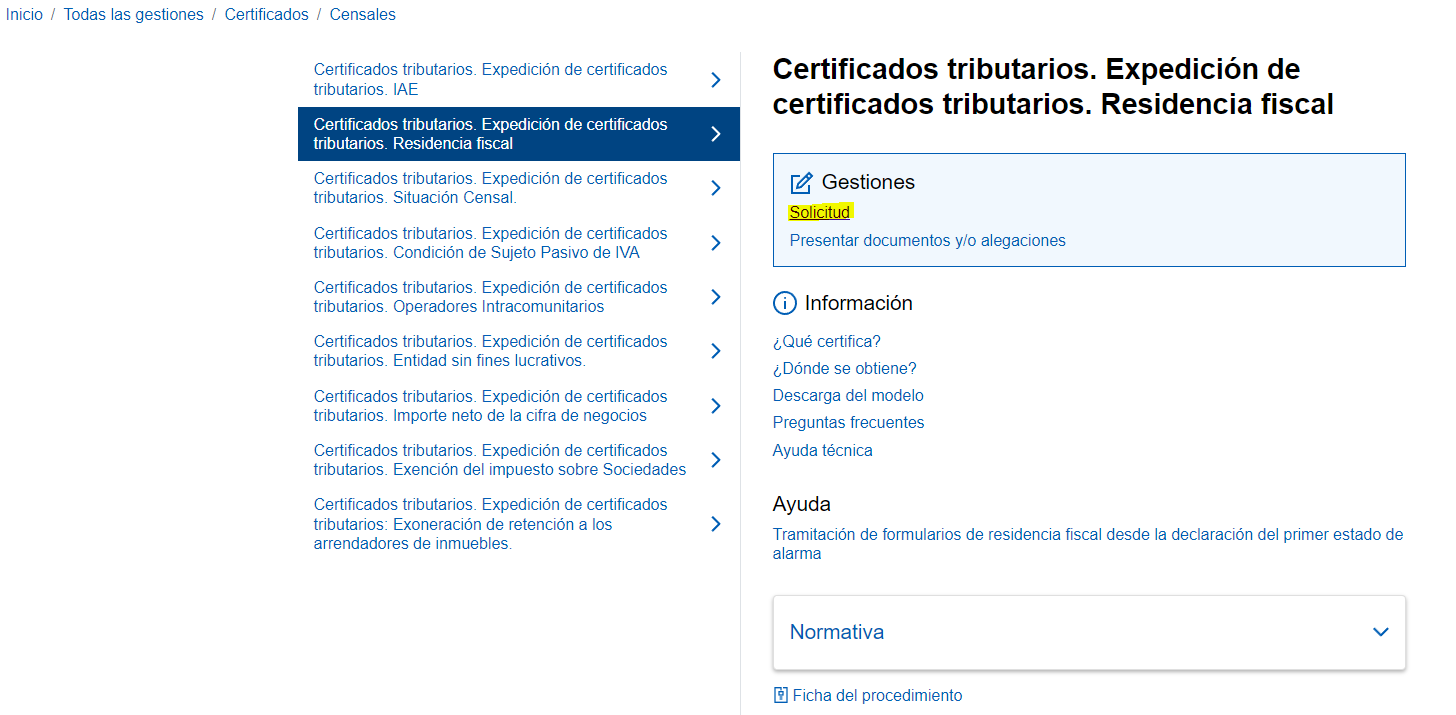 Inicio / Todas las gestiones / Certificados / Censales
Certificados tributarios. Expedición de certificados
tributarios. IAE
Certificados tributarios. Expedición de certificados
tributarios. Residencia fiscal
Certificados tributarios. Expedición de certificados
tributarios. Situación Censal.
Certificados tributarios. Expedición de certificados
tributarios. Condición de Sujeto Pasivo de IVA
Certificados tributarios. Expedición de certificados
tributarios. Operadores Intracomunitarios
Certificados tributarios. Expedición de certificados
tributarios. Entidad sin fines lucrativos.
Certificados tributarios. Expedición de certificados
tributarios. Importe neto de la cifra de negocios
Certificados tributarios. Expedición de certificados
tributarios. Exención del impuesto sobre Sociedades
Certificados tributarios. Expedición de certificados
tributarios: Exoneración de retención a los
arrendadores de inmuebles.
Certificados tributarios. Expedición de
certificados tributarios. Residencia fiscal
Gestiones
Solicitud
Presentar documentos y/o alegaciones
Información
¿Qué certifica?
¿Dónde se obtiene?
Descarga del modelo
Preguntas frecuentes
Ayuda técnica
Ayuda
Tramitación de formularios de residencia fiscal desde la declaración del primer estado de
alarma
Normativa
Ficha del procedimiento